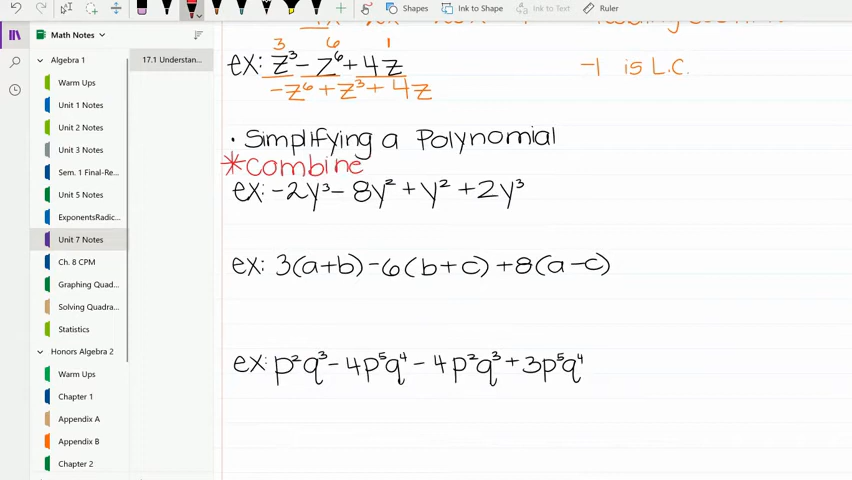 Shapes Ink to Shape Ink to Text Ruler
Math Notes
Algebra 1
Warm Ups
Unit 1 Notes
Unit 2 Notes
Unit 3 Notes
Sem. 1 Final-Re...
Unit 5 Notes
ExponentsRadic...
Unit 7 Notes
Ch. 8 CPM
Graphing Quad...
Solving Quadra...
Statistics
Honors Algebra 2
Warm Ups
Chapter 1
Appendix A
Appendix B
Chapter 2
17.1 Understan...
3 6 1
ex: z³ - z⁶ + 4z
-z⁶ + z³ + 4z
-1 is L.C.
• Simplifying a Polynomial
*Combine
ex: -2y³ - 8y² + y² + 2y³
ex: 3(a+b) - 6(b+c) + 8(a-c)
ex: p²q³ - 4p⁵q⁴ - 4p²q³ + 3p⁵q⁴